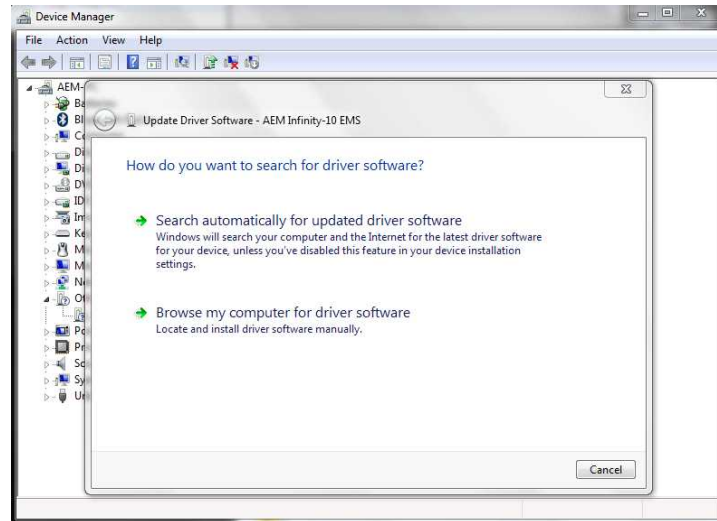 Device Manager
File Action View Help
AEM-
Update Driver Software - AEM Infinity-10 EMS
How do you want to search for driver software?
Search automatically for updated driver software
Windows will search your computer and the Internet for the latest driver software
for your device, unless you've disabled this feature in your device installation
settings.
Browse my computer for driver software
Locate and install driver software manually.
Cancel